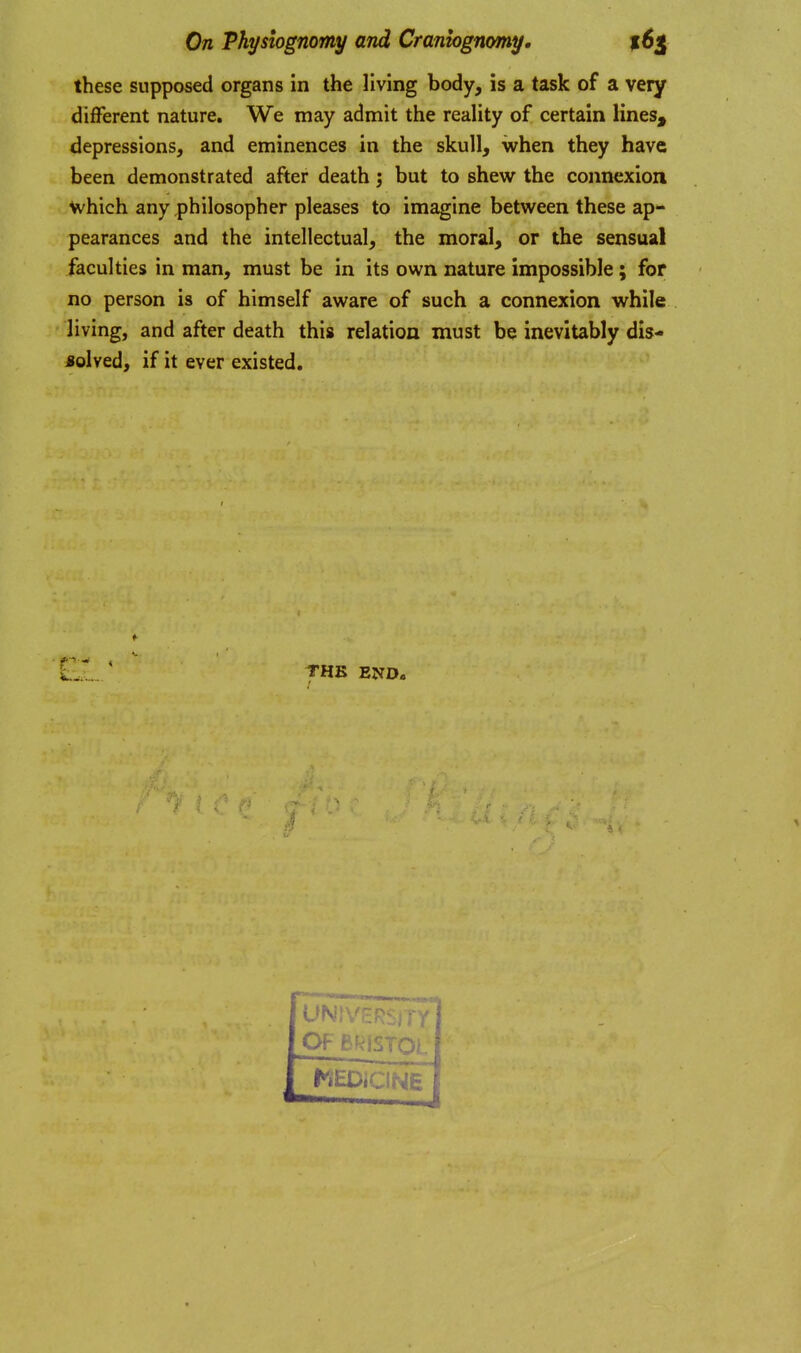 On Physiognomy and Craniognomy. 163
these supposed organs in the living body, is a task of a very
different nature. We may admit the reality of certain lines,
depressions, and eminences in the skull, when they have
been demonstrated after death ; but to shew the connexion
which any philosopher pleases to imagine between these ap-
pearances and the intellectual, the moral, or the sensual
faculties in man, must be in its own nature impossible ; for
no person is of himself aware of such a connexion while
living, and after death this relation must be inevitably dis-
solved, if it ever existed.
THE END.
Price five Shillings
UNIVERSITY
OF BRISTOL
MEDICINE